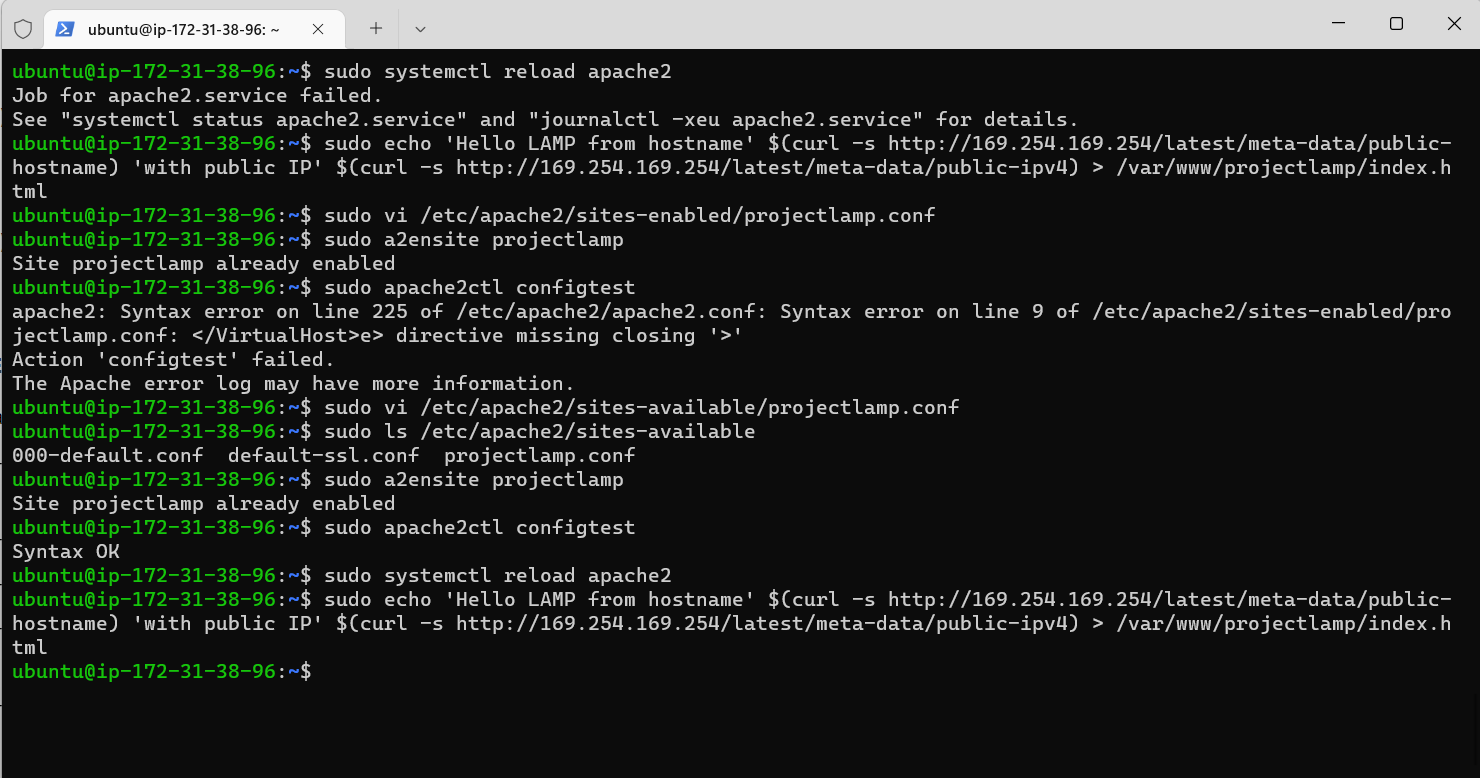 ubuntu@ip-172-31-38-96: ~
ubuntu@ip-172-31-38-96:~$ sudo systemctl reload apache2
Job for apache2.service failed.
See "systemctl status apache2.service" and "journalctl -xeu apache2.service" for details.
ubuntu@ip-172-31-38-96:~$ sudo echo 'Hello LAMP from hostname' $(curl -s http://169.254.169.254/latest/meta-data/public-
hostname) 'with public IP' $(curl -s http://169.254.169.254/latest/meta-data/public-ipv4) > /var/www/projectlamp/index.h
tml
ubuntu@ip-172-31-38-96:~$ sudo vi /etc/apache2/sites-enabled/projectlamp.conf
ubuntu@ip-172-31-38-96:~$ sudo a2ensite projectlamp
Site projectlamp already enabled
ubuntu@ip-172-31-38-96:~$ sudo apache2ctl configtest
apache2: Syntax error on line 225 of /etc/apache2/apache2.conf: Syntax error on line 9 of /etc/apache2/sites-enabled/pro
jectlamp.conf: </VirtualHost>e> directive missing closing '>'
Action 'configtest' failed.
The Apache error log may have more information.
ubuntu@ip-172-31-38-96:~$ sudo vi /etc/apache2/sites-available/projectlamp.conf
ubuntu@ip-172-31-38-96:~$ sudo ls /etc/apache2/sites-available
000-default.conf  default-ssl.conf  projectlamp.conf
ubuntu@ip-172-31-38-96:~$ sudo a2ensite projectlamp
Site projectlamp already enabled
ubuntu@ip-172-31-38-96:~$ sudo apache2ctl configtest
Syntax OK
ubuntu@ip-172-31-38-96:~$ sudo systemctl reload apache2
ubuntu@ip-172-31-38-96:~$ sudo echo 'Hello LAMP from hostname' $(curl -s http://169.254.169.254/latest/meta-data/public-
hostname) 'with public IP' $(curl -s http://169.254.169.254/latest/meta-data/public-ipv4) > /var/www/projectlamp/index.h
tml
ubuntu@ip-172-31-38-96:~$